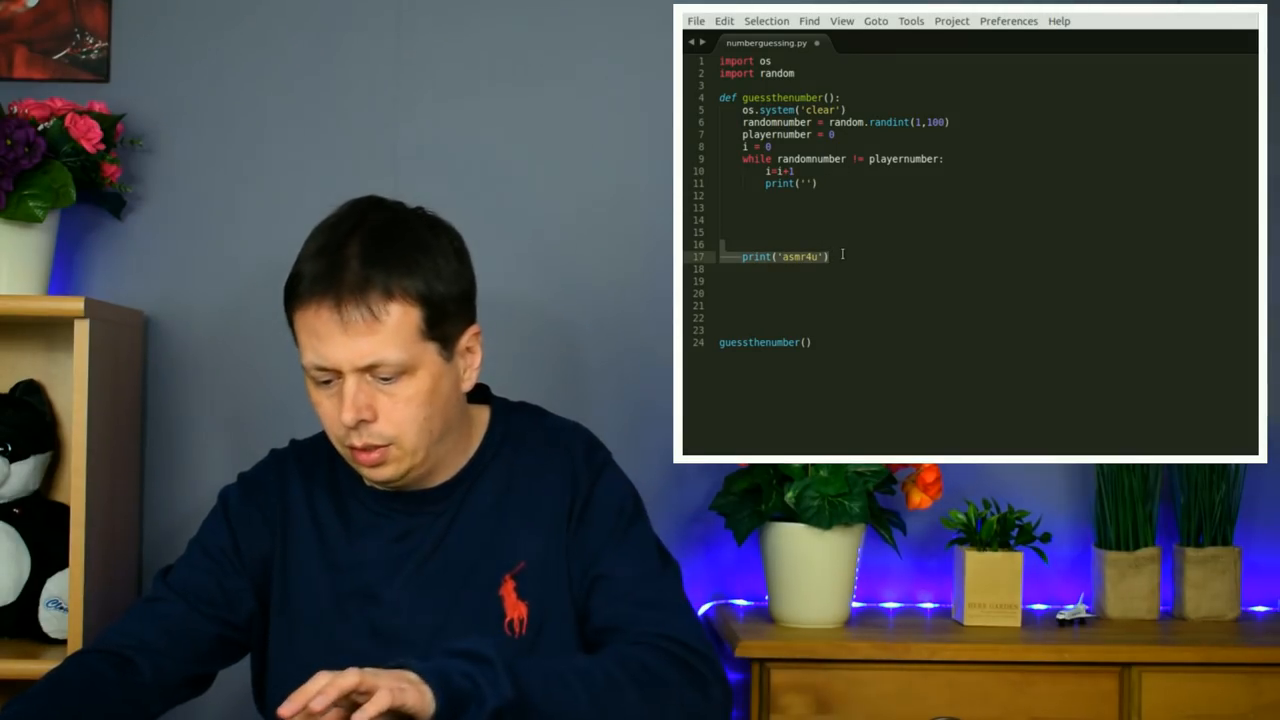 File Edit Selection Find View Goto Tools Project Preferences Help
numberguessing.py
1 import os
2 import random
3
4 def guessthenumber():
5 os.system('clear')
6 randomnumber = random.randint(1,100)
7 playernumber = 0
8 i = 0
9 while randomnumber != playernumber:
10 i=i+1
11 print('')
12
13
14
15
16
17 print('asmr4u')
18
19
20
21
22
23
24 guessthenumber()
HERB GARDEN